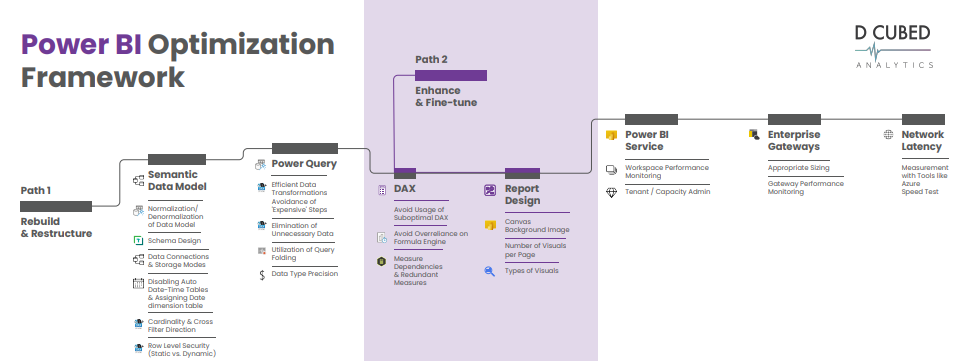 Power BI Optimization
Framework
D CUBED
ANALYTICS
Path 1
Rebuild
& Restructure
Semantic
Data Model
Normalization/
Denormalization
of Data Model
Schema Design
Data Connections
& Storage Modes
Disabling Auto
Date-Time Tables
& Assigning Date
dimension table
Cardinality & Cross
Filter Direction
Row Level Security
(Static vs. Dynamic)
Power Query
Efficient Data
Transformations
Avoidance of
'Expensive' Steps
Elimination of
Unnecessary Data
Utilization of Query
Folding
$
Data Type Precision
Path 2
Enhance
& Fine-tune
DAX
Avoid Usage of
Suboptimal DAX
Avoid Overreliance on
Formula Engine
Measure
Dependencies
& Redundant
Measures
Report
Design
Canvas
Background Image
Number of Visuals
per Page
Types of Visuals
Power BI
Service
Workspace Performance
Monitoring
Tenant / Capacity Admin
Enterprise
Gateways
Appropriate Sizing
Gateway Performance
Monitoring
Network
Latency
Measurement
with Tools like
Azure
Speed Test